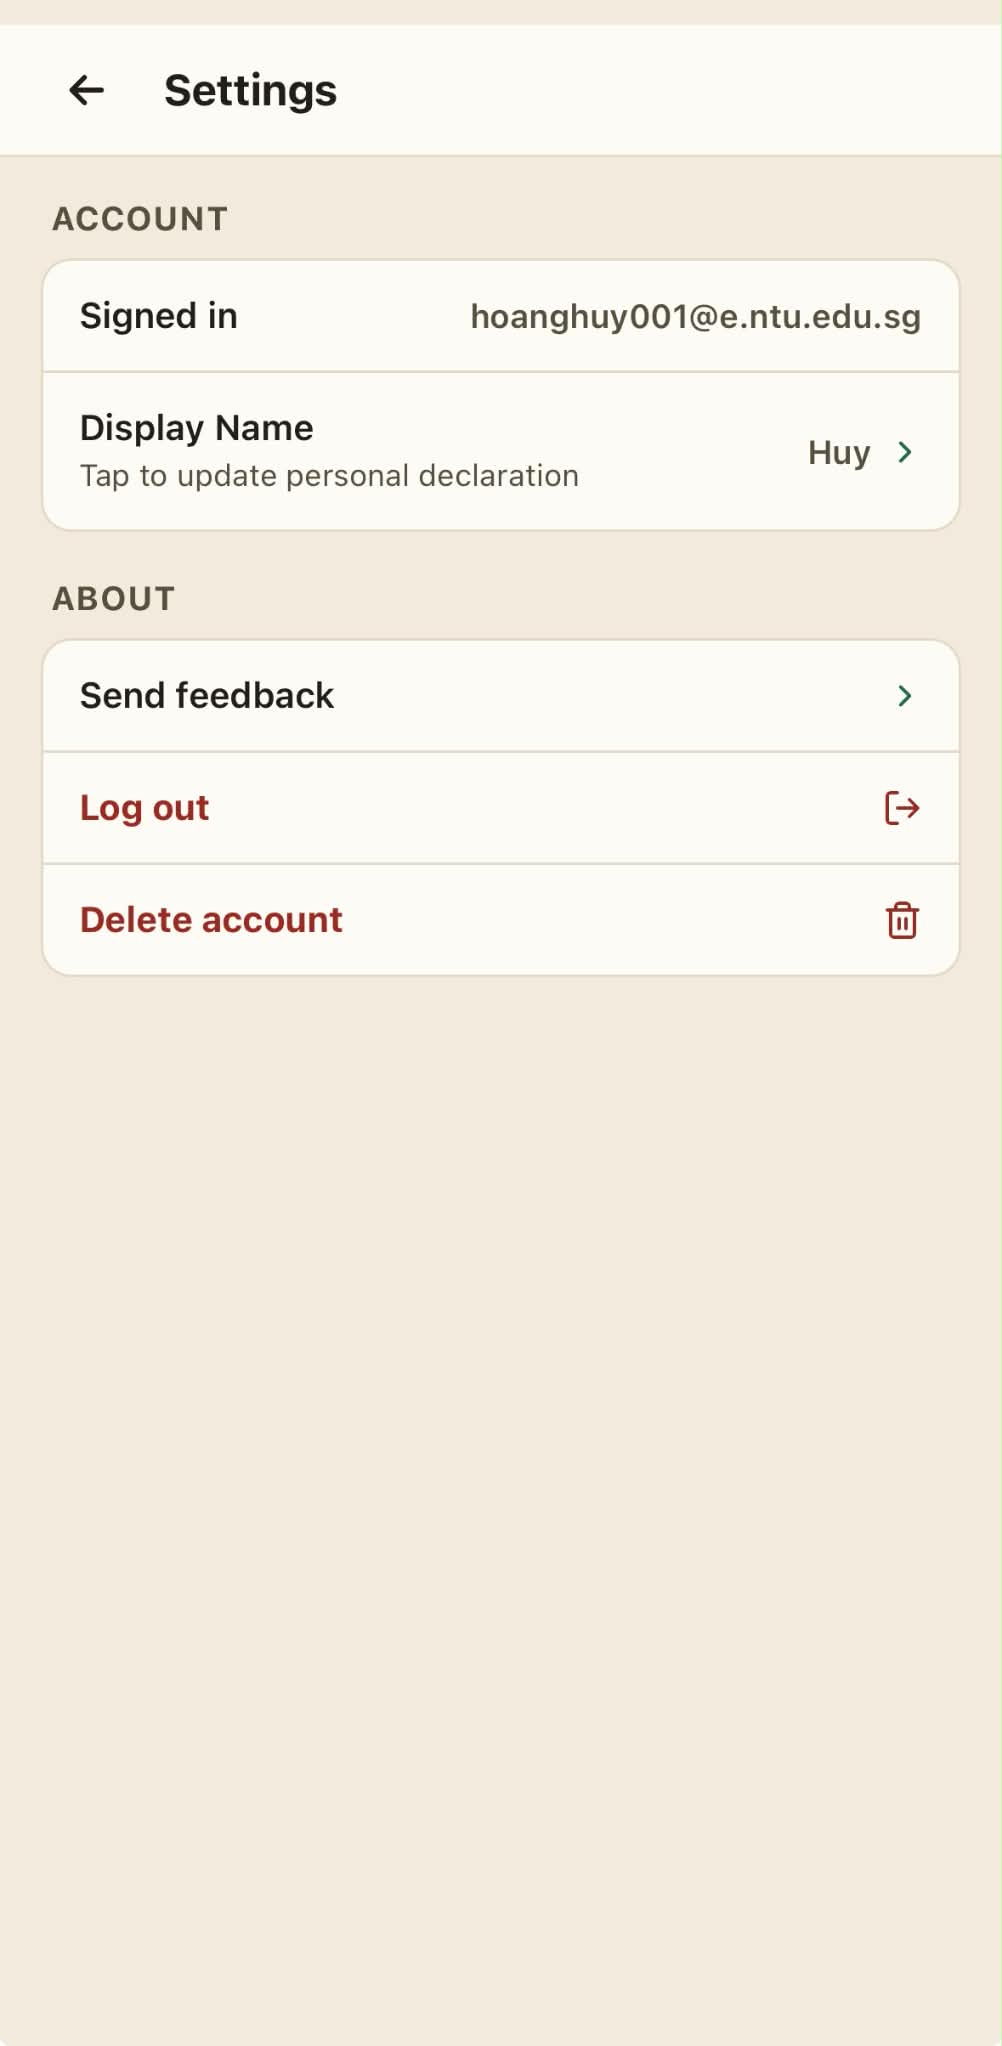 Settings
ACCOUNT
Signed in
hoanghuy001@e.ntu.edu.sg
Display Name
Tap to update personal declaration
Huy
ABOUT
Send feedback
Log out
Delete account